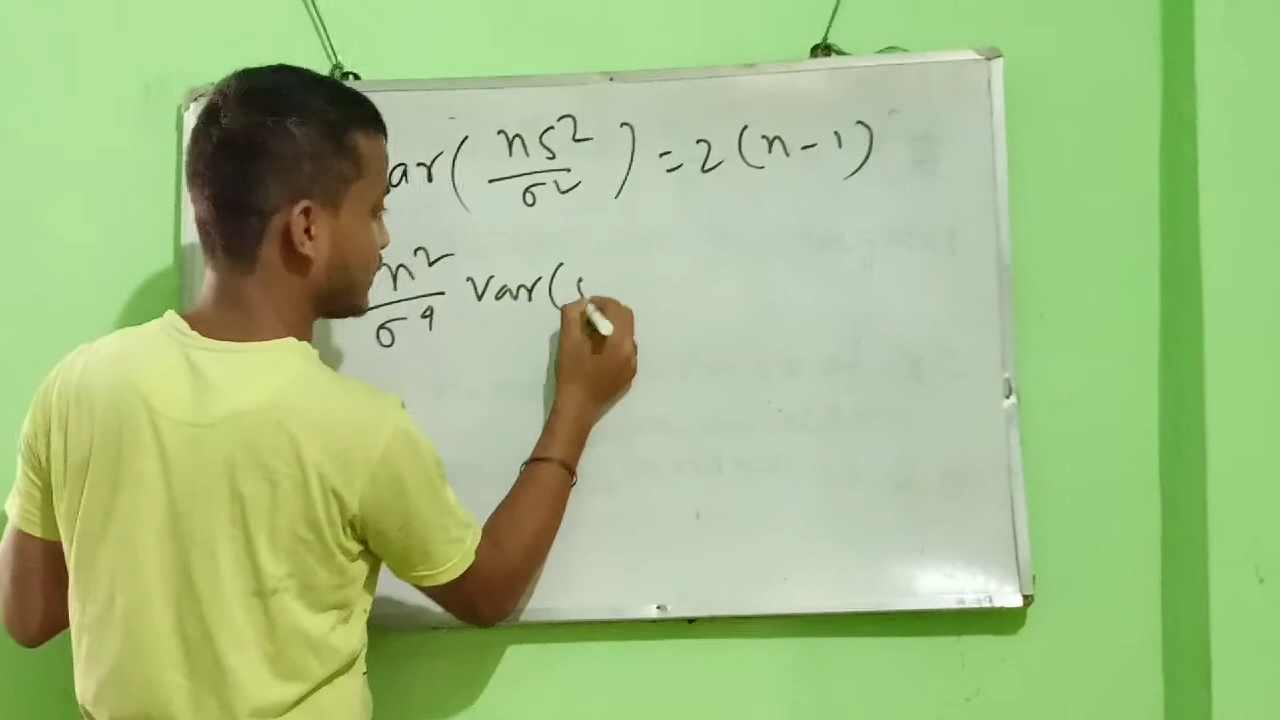 ar(ns²/σ²) = 2(n-1)
n²/σ⁴ var(